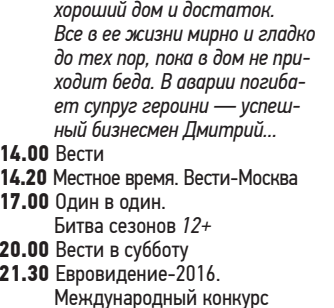 хороший дом и достаток.
Все в ее жизни мирно и гладко
до тех пор, пока в дом не при-
ходит беда. В аварии погиба-
ет супруг героини — успеш-
ный бизнесмен Дмитрий...
14.00 Вести
14.20 Местное время. Вести-Москва
17.00 Один в один.
Битва сезонов 12+
20.00 Вести в субботу
21.30 Евровидение-2016.
Международный конкурс